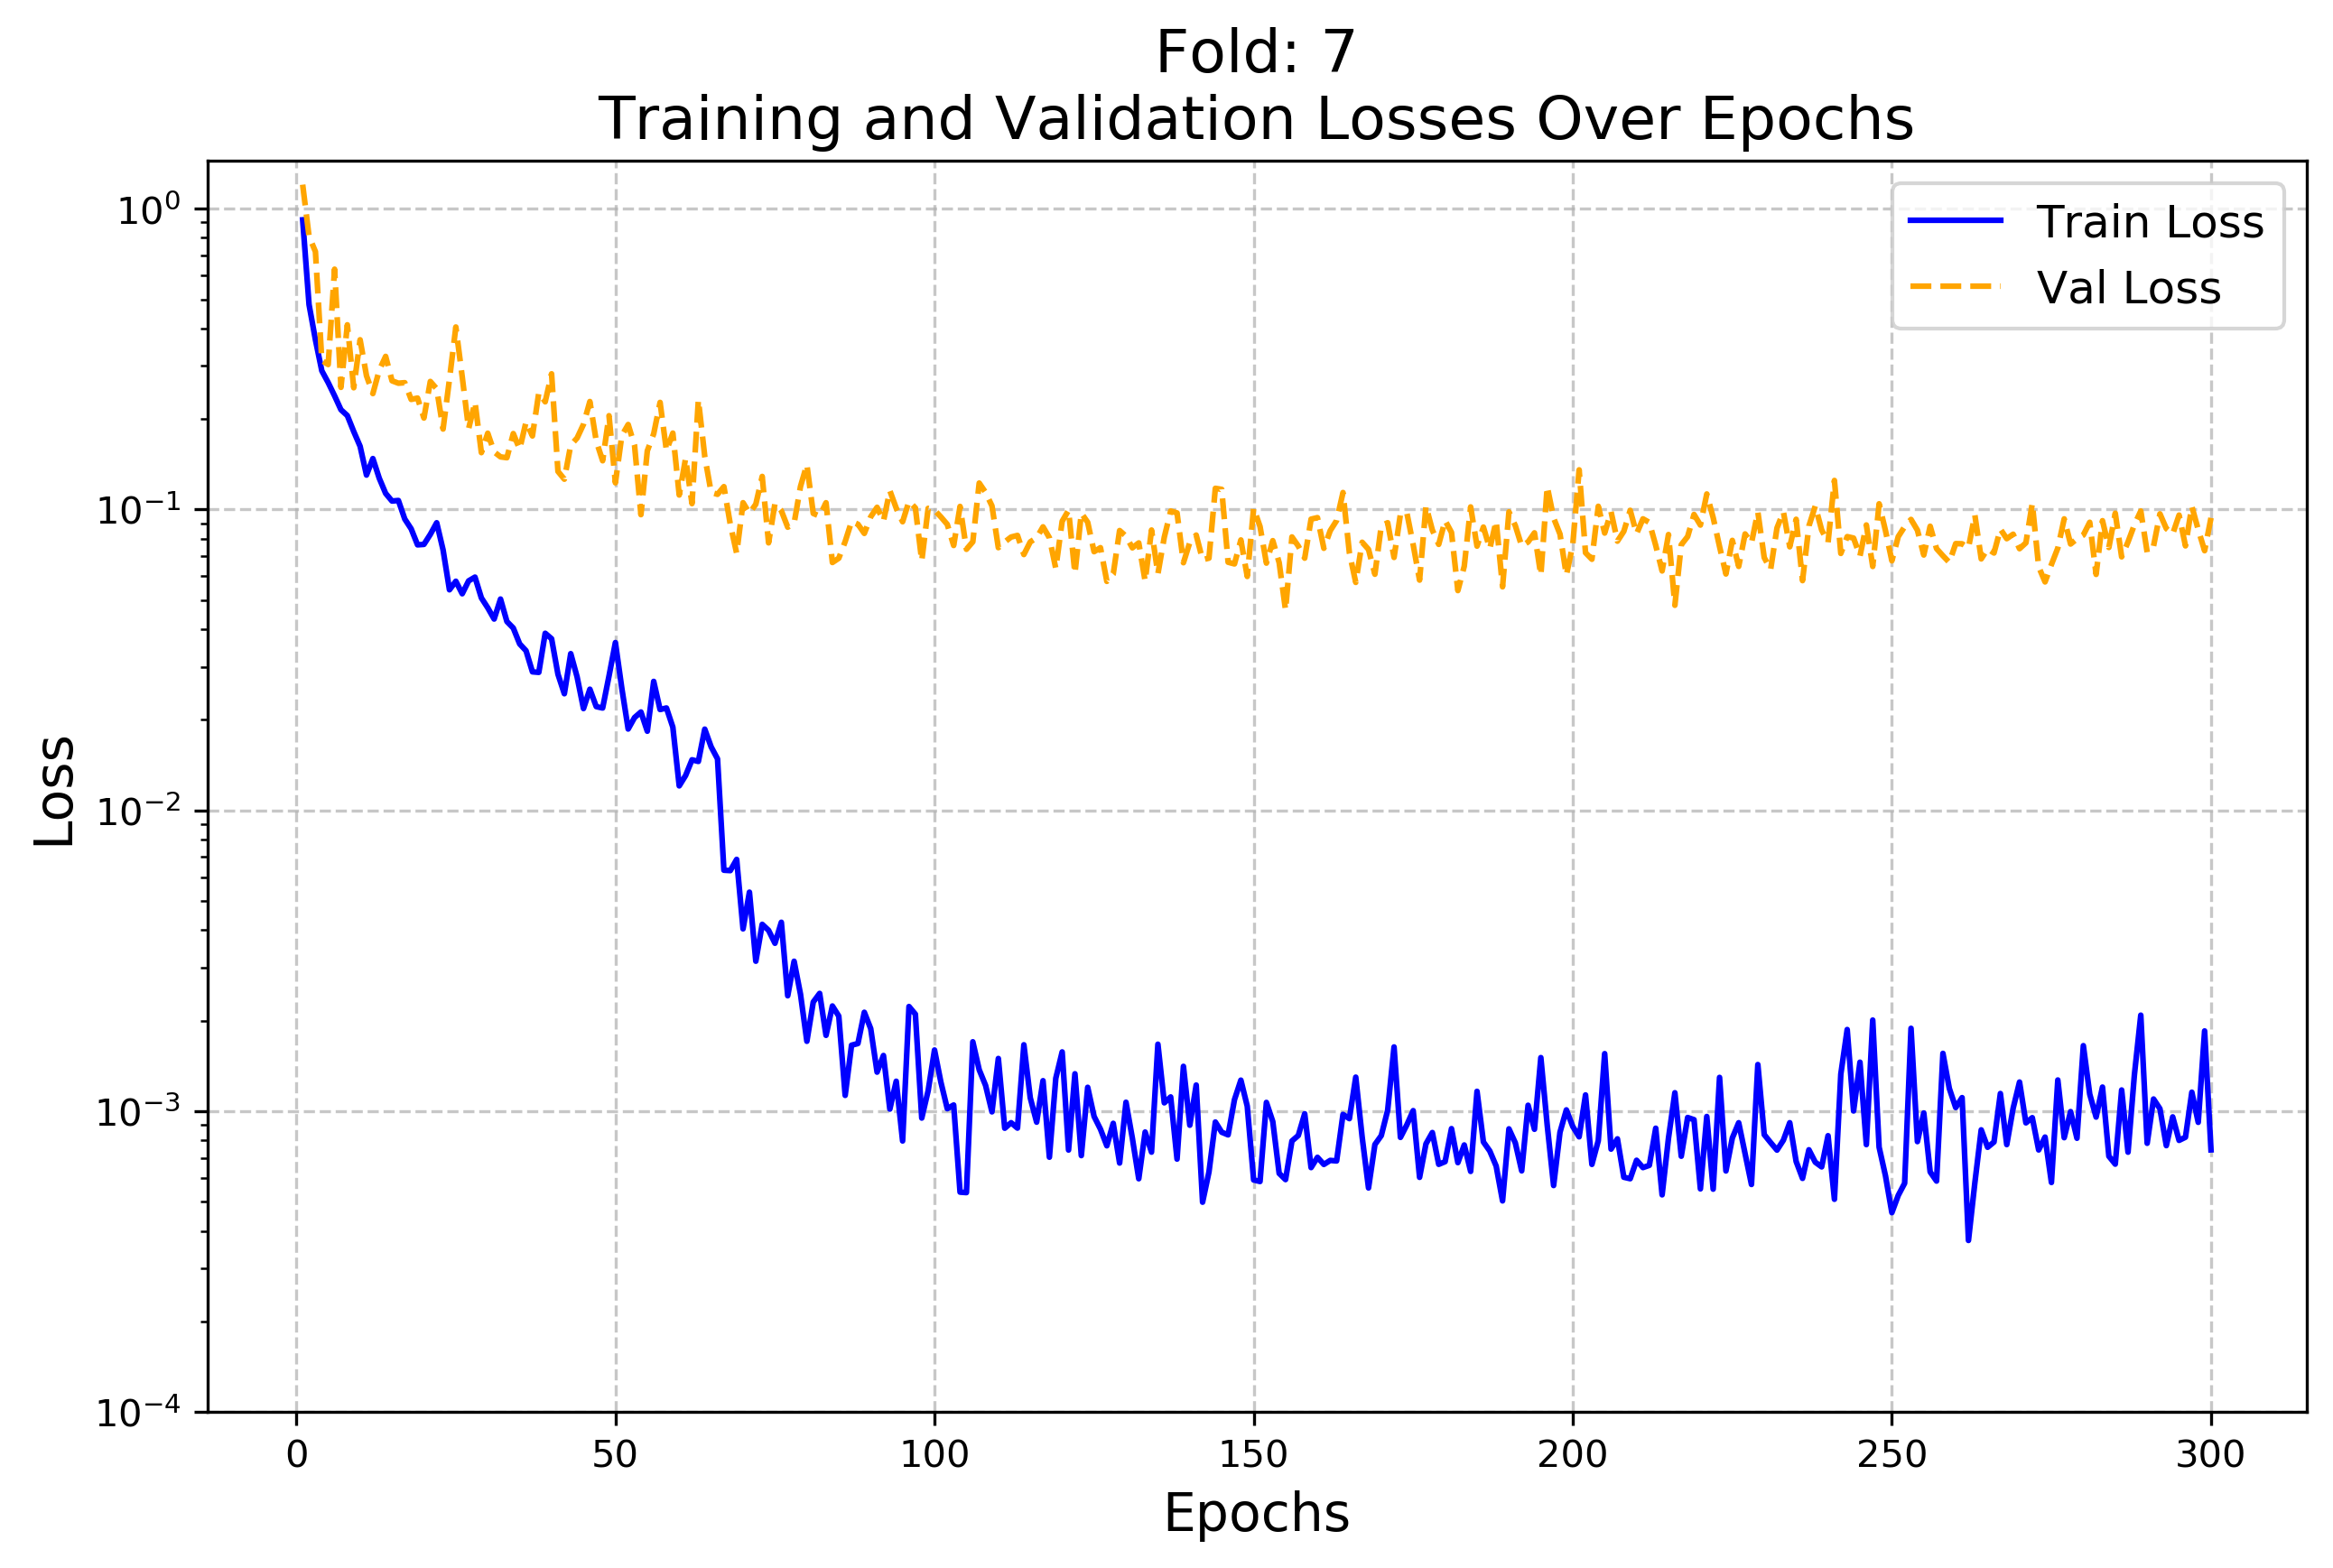 Fold: 7
Training and Validation Losses Over Epochs
Train Loss
Val Loss
Loss
10⁰
10⁻¹
10⁻²
10⁻³
10⁻⁴
0 50 100 150 200 250 300
Epochs